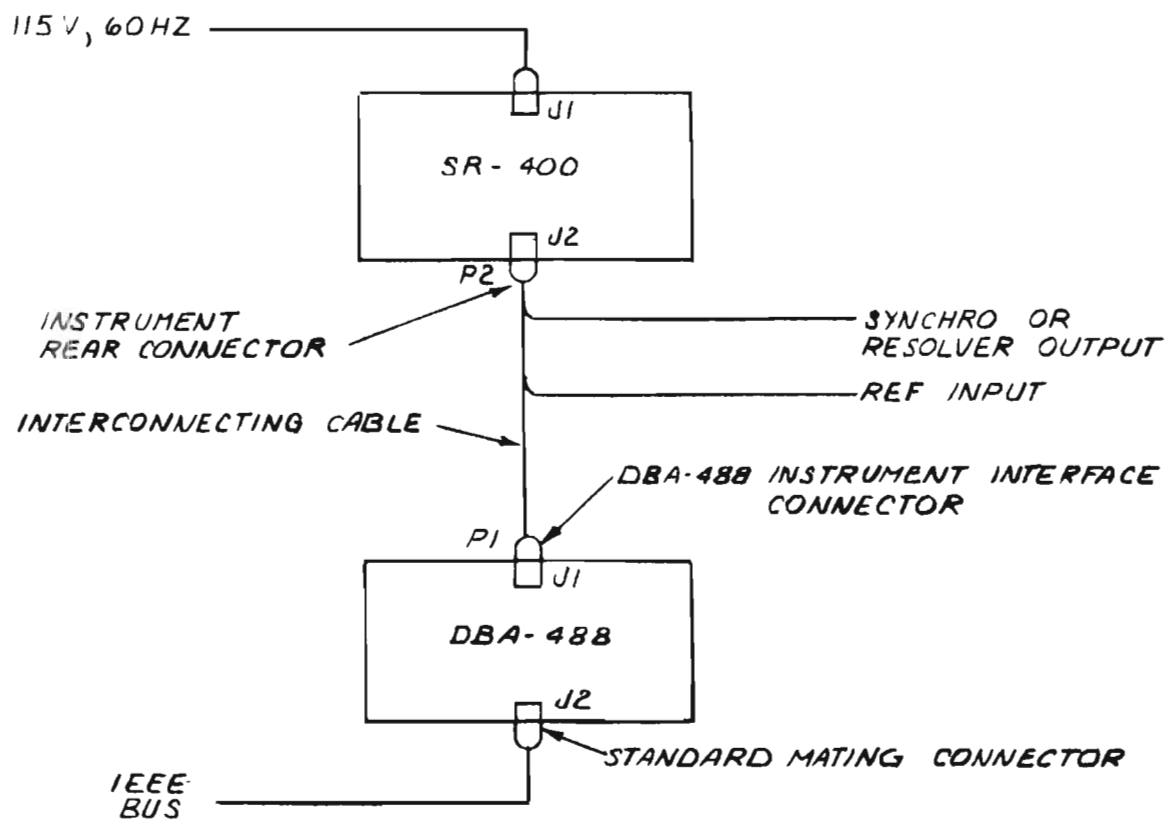 115V, 60HZ
J1
SR-400
J2
P2
INSTRUMENT
REAR CONNECTOR
SYNCHRO OR
RESOLVER OUTPUT
REF INPUT
INTERCONNECTING CABLE
DBA-488 INSTRUMENT INTERFACE
CONNECTOR
P1
J1
DBA-488
J2
STANDARD MATING CONNECTOR
IEEE-
BUS